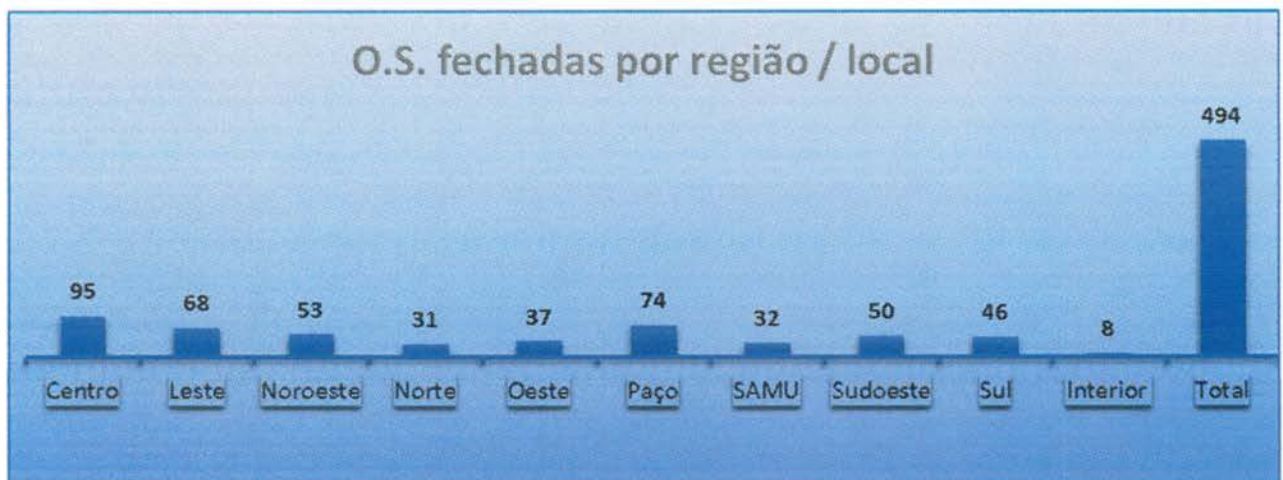 O.S. fechadas por região / local
494
95
68
53
31
37
74
32
50
46
8
Centro
Leste
Noroeste
Norte
Oeste
Paço
SAMU
Sudoeste
Sul
Interior
Total